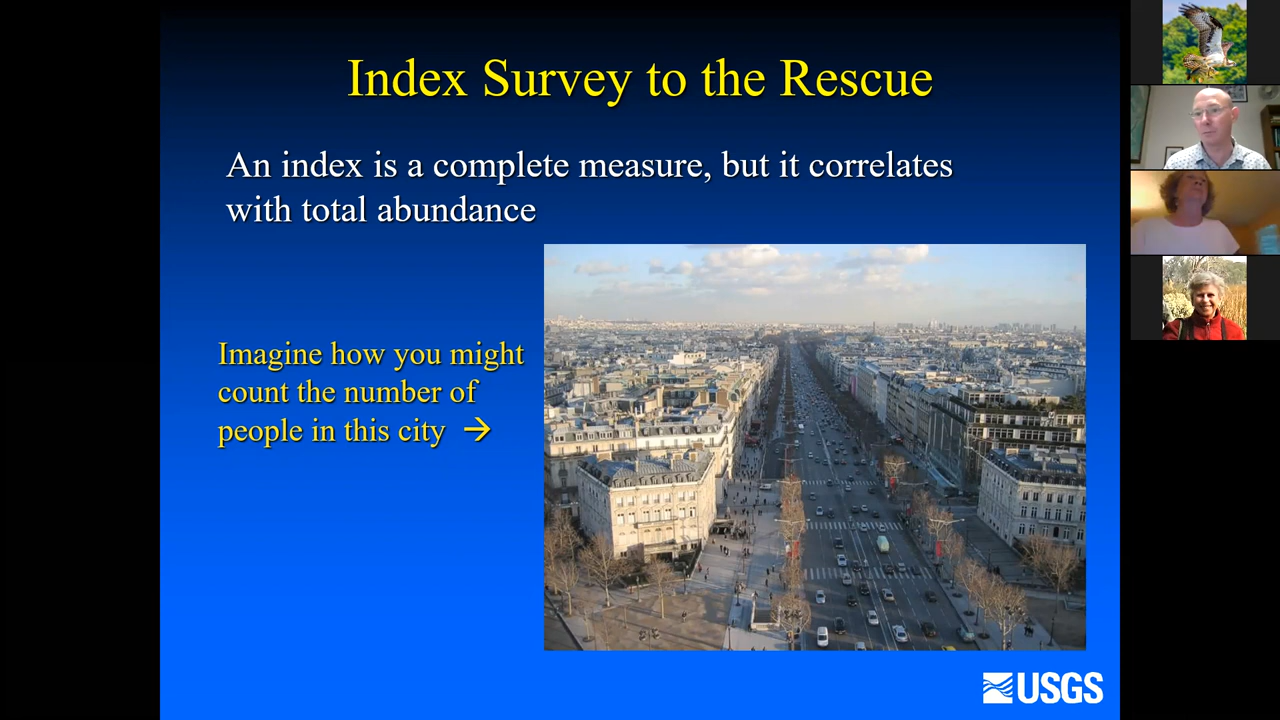 Index Survey to the Rescue
An index is a complete measure, but it correlates
with total abundance
Imagine how you might
count the number of
people in this city →
USGS